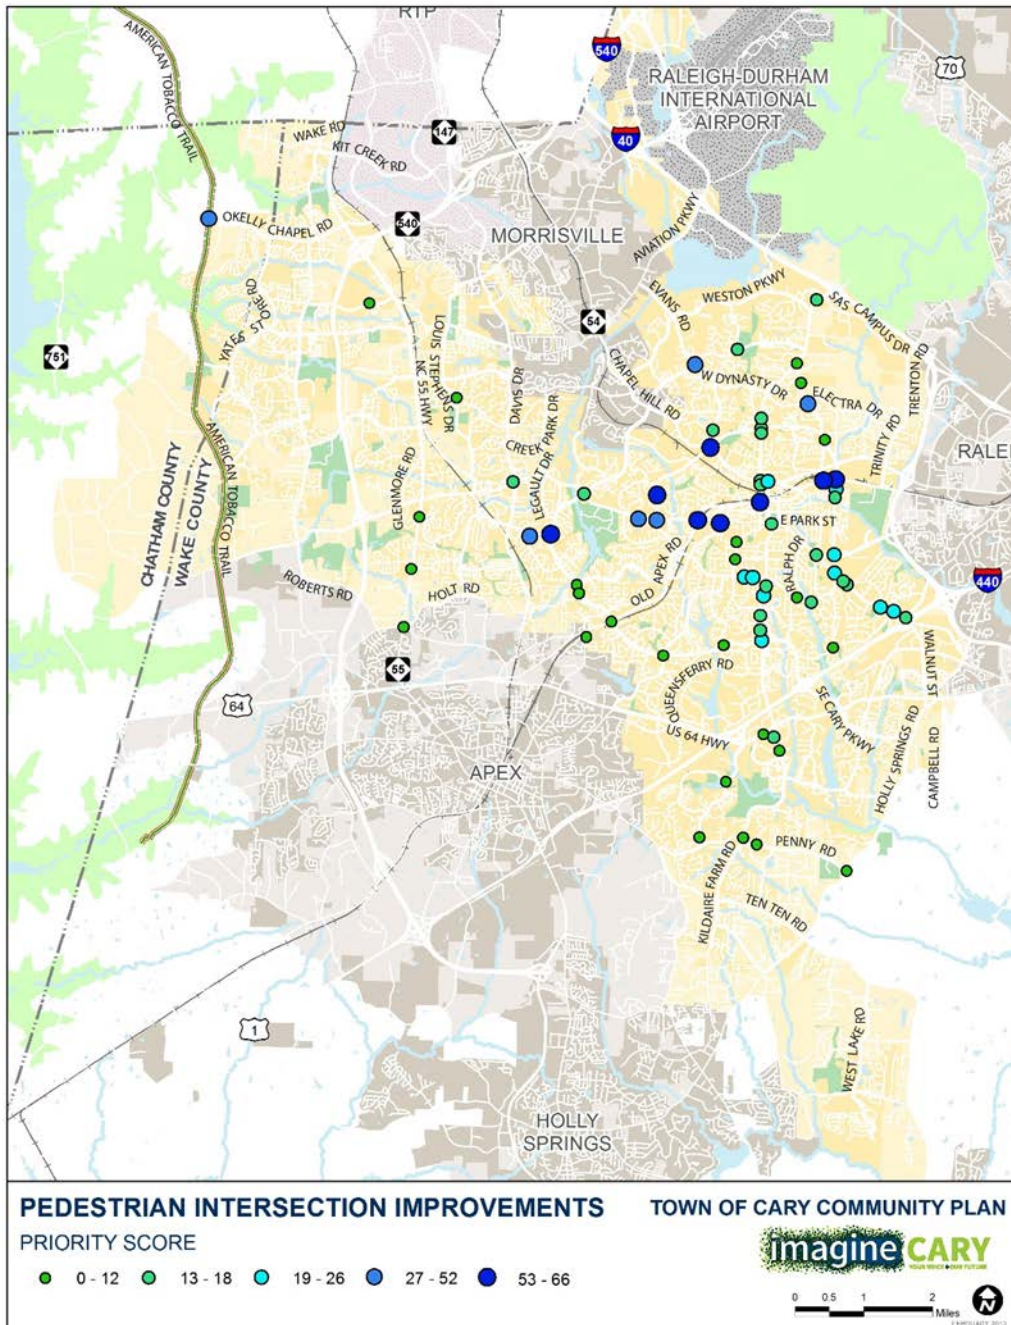 RTP
AMERICAN TOBACCO TRAIL
540
70
RALEIGH-DURHAM
INTERNATIONAL
AIRPORT
147
40
WAKE RD
KIT CREEK RD
OKELLY CHAPEL RD
540
MORRISVILLE
AVIATION PKWY
EVANS RD
WESTON PKWY
SAS CAMPUS DR
YATES STORE RD
LOUIS STEPHENS DR
NC 55 HWY
54
751
DAVIS DR
CHAPEL HILL RD
W DYNASTY DR
ELECTRA DR
TRENTON RD
TRINITY RD
CREEK PARK DR
LEGAULT DR
GLENMORE RD
AMERICAN TOBACCO TRAIL
CHATHAM COUNTY
WAKE COUNTY
E PARK ST
RALPH DR
OLD APEX RD
440
ROBERTS RD
HOLT RD
55
64
QUEENSFERRY RD
US 64 HWY
SE CARY PKWY
WALNUT ST
HOLLY SPRINGS RD
CAMPBELL RD
APEX
PENNY RD
KILDAIRE FARM RD
TEN TEN RD
1
WEST LAKE RD
HOLLY
SPRINGS
PEDESTRIAN INTERSECTION IMPROVEMENTS
TOWN OF CARY COMMUNITY PLAN
PRIORITY SCORE
imagine CARY
YOUR VOICE OUR FUTURE
0 - 12 13 - 18 19 - 26 27 - 52 53 - 66
0 0.5 1 2
Miles
N